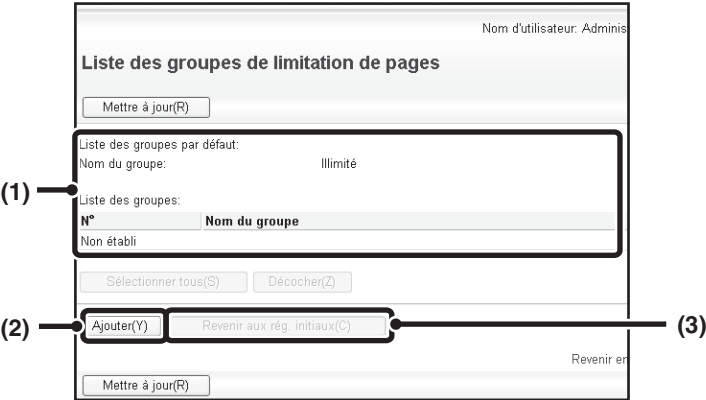 Nom d'utilisateur: Adminis
Liste des groupes de limitation de pages
Mettre à jour(R)
Liste des groupes par défaut:
Nom du groupe: Illimité
(1)
Liste des groupes:
N° Nom du groupe
Non établi
Sélectionner tous(S) Décocher(Z)
(2) Ajouter(Y) Revenir aux rég. initiaux(C) (3)
Revenir en
Mettre à jour(R)